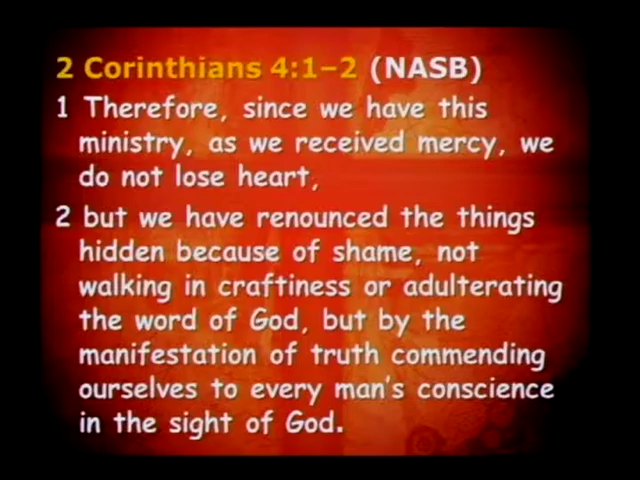 2 Corinthians 4:1–2 (NASB)
1 Therefore, since we have this
ministry, as we received mercy, we
do not lose heart,
2 but we have renounced the things
hidden because of shame, not
walking in craftiness or adulterating
the word of God, but by the
manifestation of truth commending
ourselves to every man's conscience
in the sight of God.